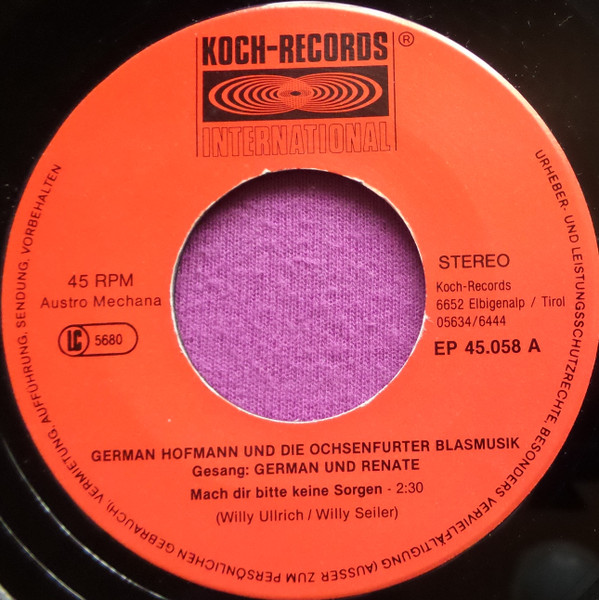 KOCH-RECORDS ®
INTERNATIONAL
45 RPM
Austro Mechana
LC 5680
STEREO
Koch-Records
6652 Elbigenalp / Tirol
05634/6444
EP 45.058 A
GERMAN HOFMANN UND DIE OCHSENFURTER BLASMUSIK
Gesang: GERMAN UND RENATE
Mach dir bitte keine Sorgen - 2:30
(Willy Ullrich / Willy Seiler)
URHEBER- UND LEISTUNGSSCHUTZRECHTE, BESONDERS VERVIELFÄLTIGUNG (AUSSER ZUM PERSÖNLICHEN GEBRAUCH), VERMIETUNG, AUFFÜHRUNG, SENDUNG, VORBEHALTEN